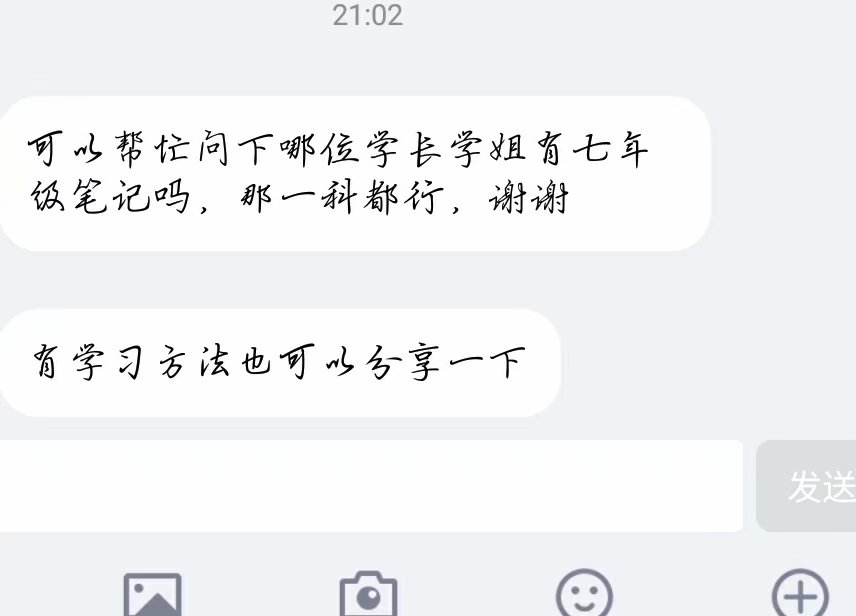 21:02
可以帮忙问下哪位学长学姐有七年
级笔记吗，那一科都行，谢谢
有学习方法也可以分享一下
发送